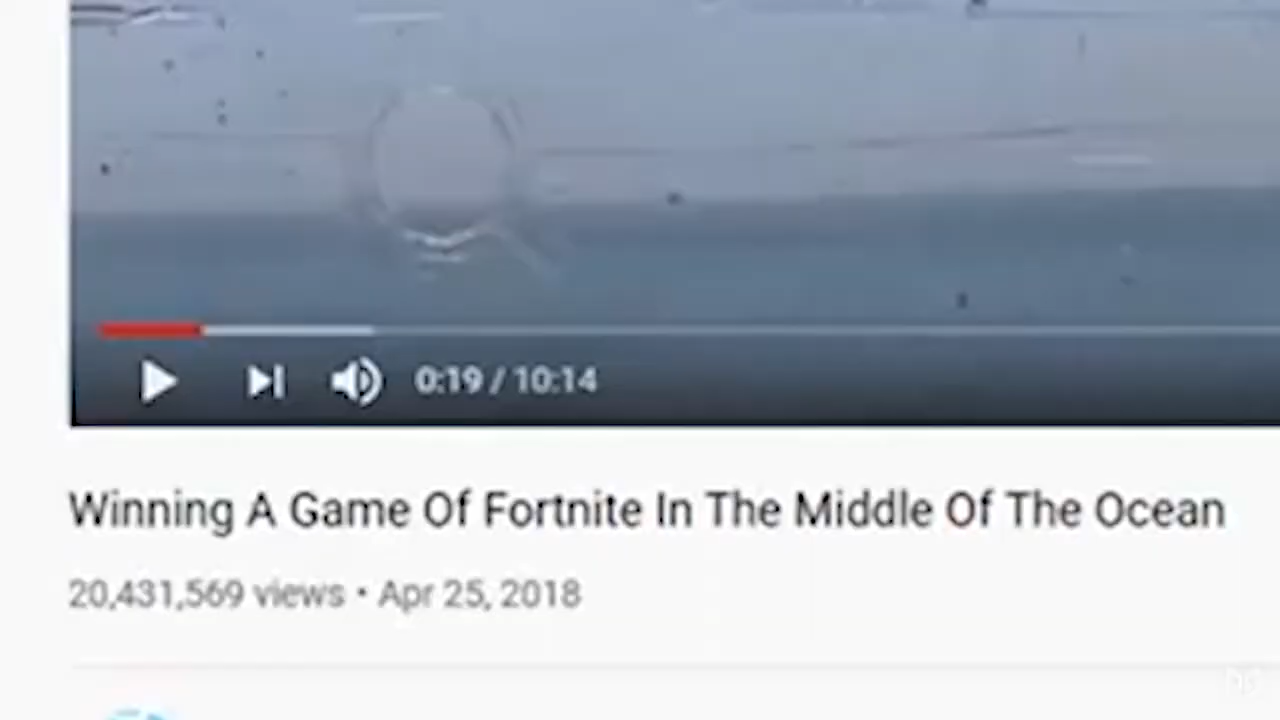 0:19 / 10:14
Winning A Game Of Fortnite In The Middle Of The Ocean
20,431,569 views • Apr 25, 2018